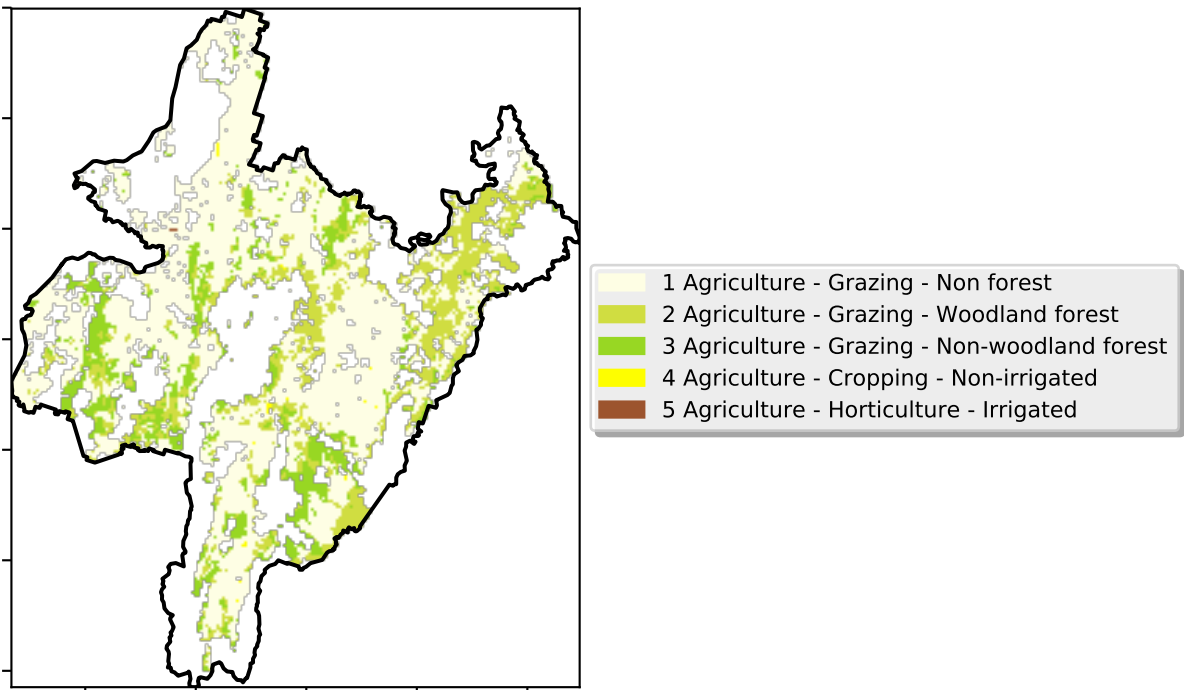 1 Agriculture - Grazing - Non forest
2 Agriculture - Grazing - Woodland forest
3 Agriculture - Grazing - Non-woodland forest
4 Agriculture - Cropping - Non-irrigated
5 Agriculture - Horticulture - Irrigated